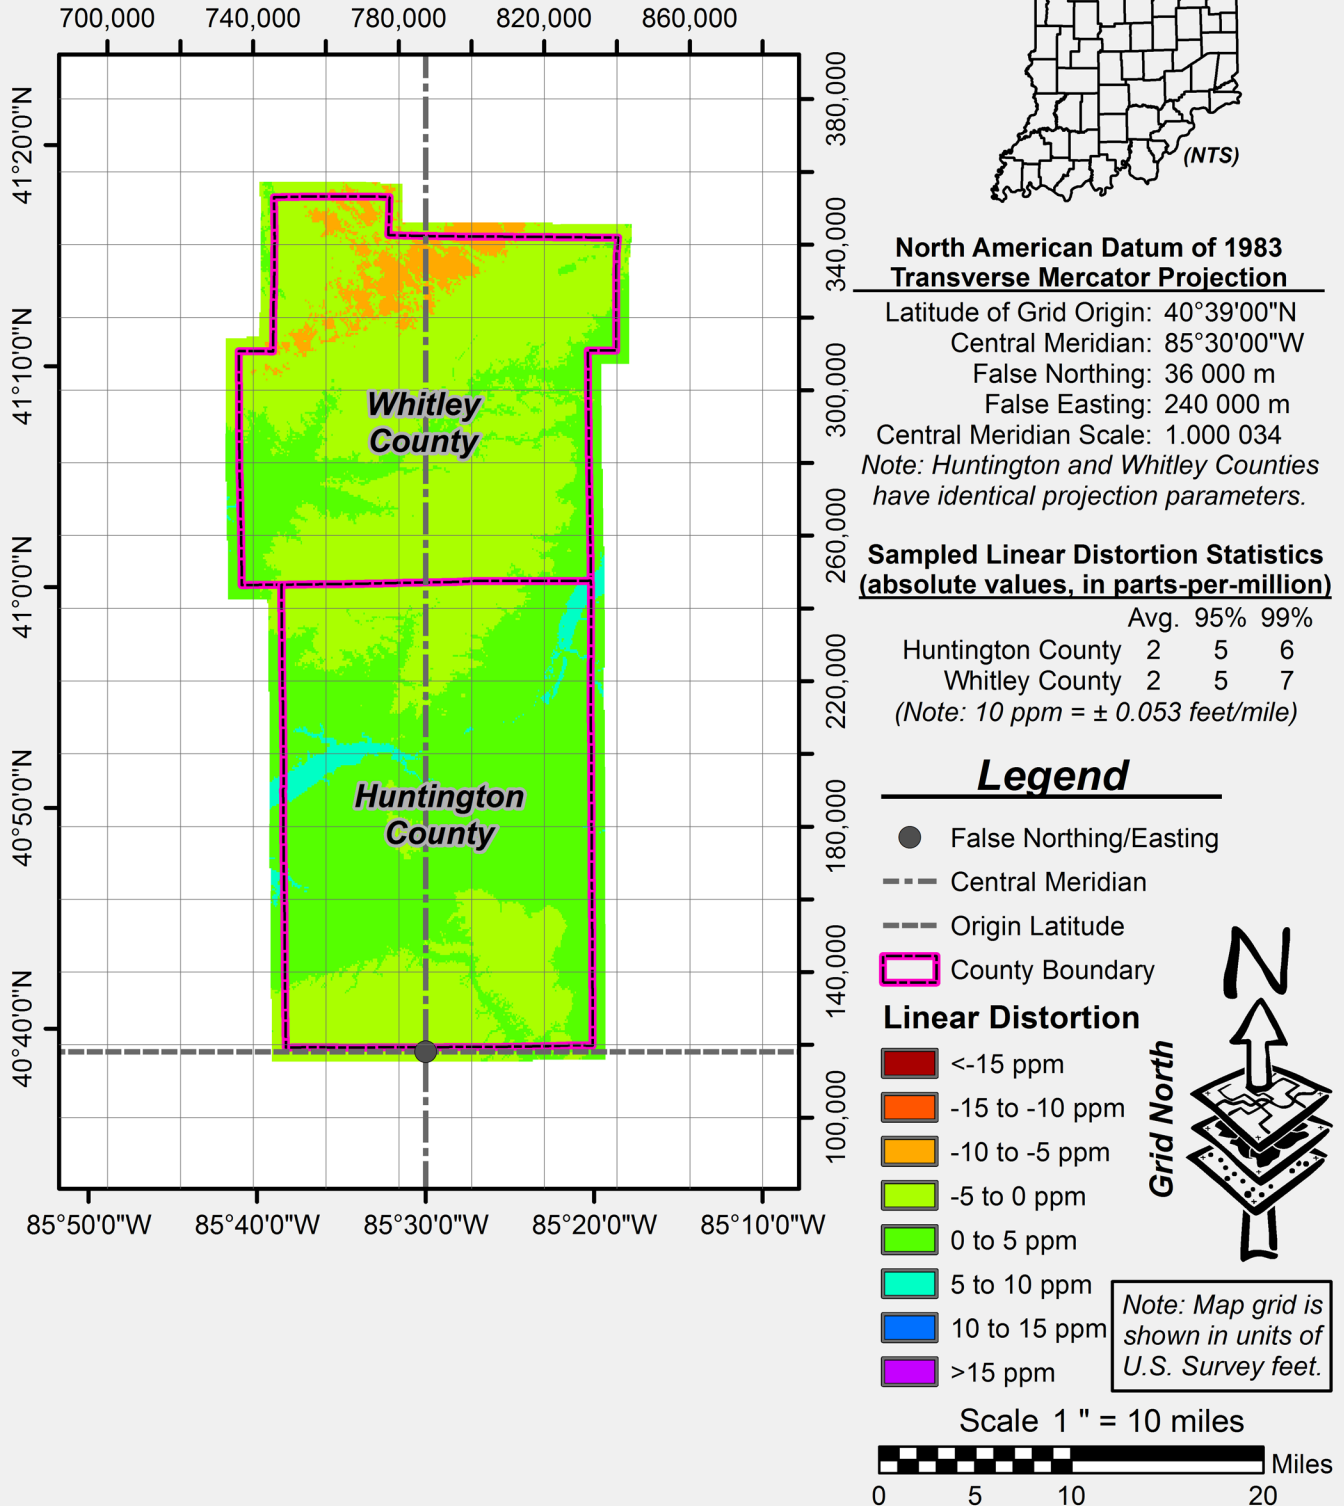 700,000
740,000
780,000
820,000
860,000
380,000
340,000
300,000
260,000
220,000
180,000
140,000
100,000
41°20'0"N
41°10'0"N
41°0'0"N
40°50'0"N
40°40'0"N
85°50'0"W
85°40'0"W
85°30'0"W
85°20'0"W
85°10'0"W
Whitley
County
Huntington
County
(NTS)
North American Datum of 1983
Transverse Mercator Projection
Latitude of Grid Origin: 40°39'00"N
Central Meridian: 85°30'00"W
False Northing: 36 000 m
False Easting: 240 000 m
Central Meridian Scale: 1.000 034
Note: Huntington and Whitley Counties
have identical projection parameters.
Sampled Linear Distortion Statistics
(absolute values, in parts-per-million)
Avg. 95% 99%
Huntington County 2 5 6
Whitley County 2 5 7
(Note: 10 ppm = ± 0.053 feet/mile)
Legend
False Northing/Easting
Central Meridian
Origin Latitude
County Boundary
Linear Distortion
<-15 ppm
-15 to -10 ppm
-10 to -5 ppm
-5 to 0 ppm
0 to 5 ppm
5 to 10 ppm
10 to 15 ppm
>15 ppm
N
Grid North
Note: Map grid is
shown in units of
U.S. Survey feet.
Scale 1 " = 10 miles
Miles
0 5 10 20